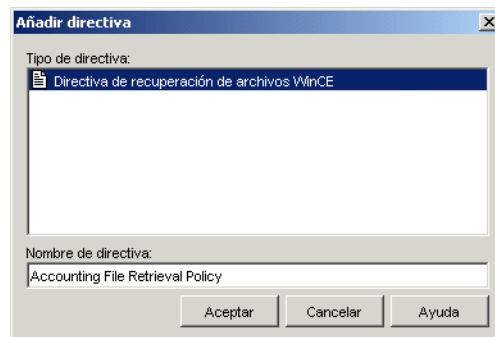 Añadir directiva
Tipo de directiva:
Directiva de recuperación de archivos WinCE
Nombre de directiva:
Accounting File Retrieval Policy
Aceptar Cancelar Ayuda